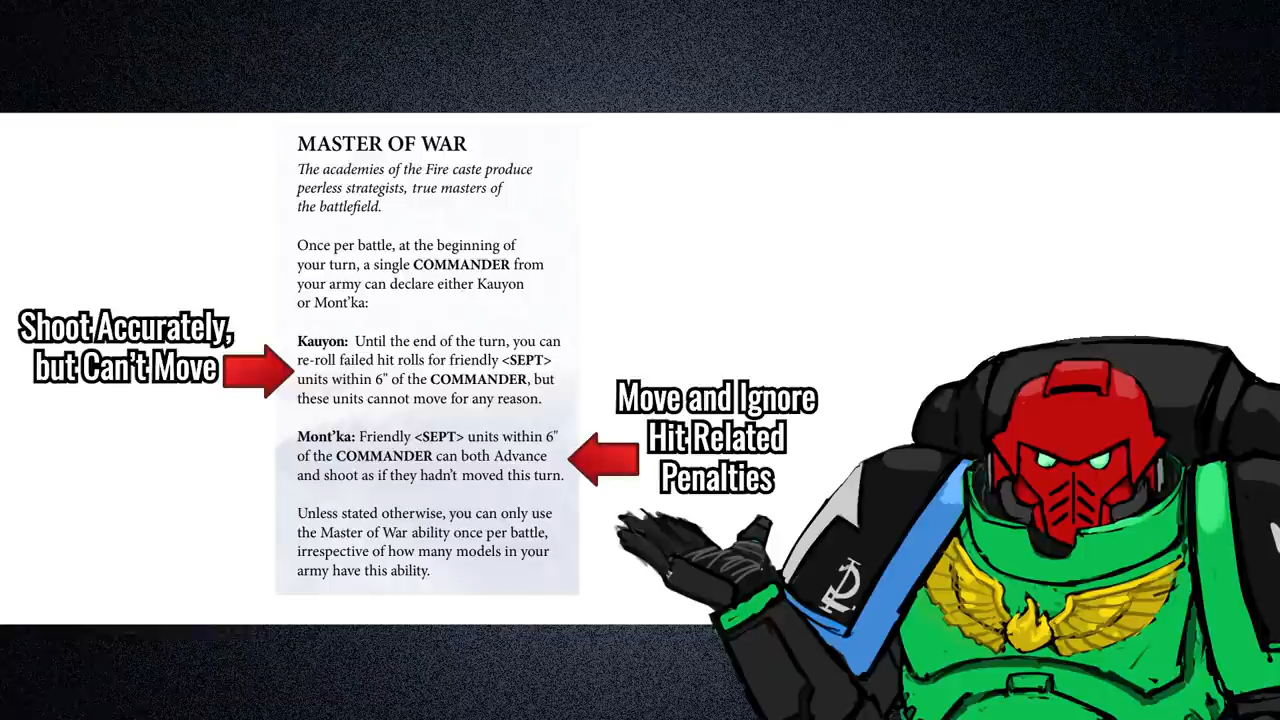 MASTER OF WAR
The academies of the Fire caste produce
peerless strategists, true masters of
the battlefield.
Once per battle, at the beginning of
your turn, a single COMMANDER from
your army can declare either Kauyon
or Mont'ka:
Shoot Accurately,
but Can't Move
Kauyon: Until the end of the turn, you can
re-roll failed hit rolls for friendly <SEPT>
units within 6" of the COMMANDER, but
these units cannot move for any reason.
Mont'ka: Friendly <SEPT> units within 6"
of the COMMANDER can both Advance
and shoot as if they hadn't moved this turn.
Move and Ignore
Hit Related
Penalties
Unless stated otherwise, you can only use
the Master of War ability once per battle,
irrespective of how many models in your
army have this ability.